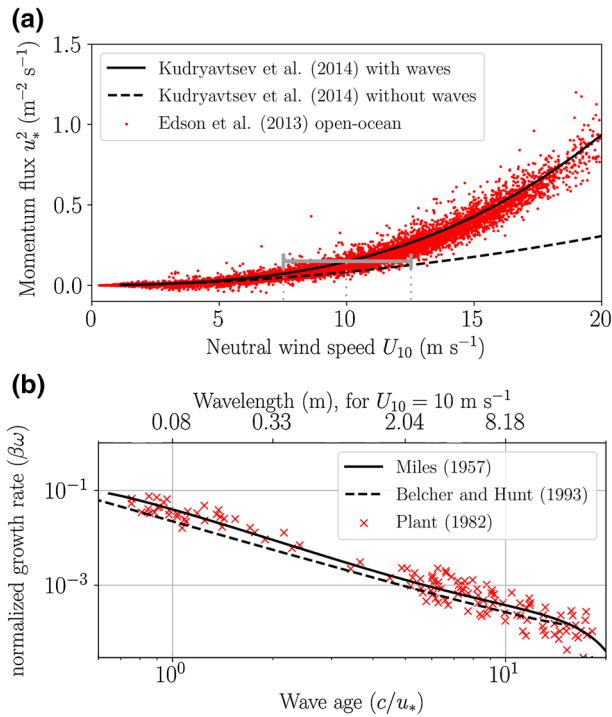 (a)
1.5
1.0
0.5
0.0
Momentum flux u*² (m⁻² s⁻¹)
Kudryavtsev et al. (2014) with waves
Kudryavtsev et al. (2014) without waves
Edson et al. (2013) open-ocean
0 5 10 15 20
Neutral wind speed U₁₀ (m s⁻¹)
(b)
Wavelength (m), for U₁₀ = 10 m s⁻¹
0.08 0.33 2.04 8.18
normalized growth rate (βω)
10⁻¹
10⁻³
Miles (1957)
Belcher and Hunt (1993)
Plant (1982)
10⁰ 10¹
Wave age (c/u*)